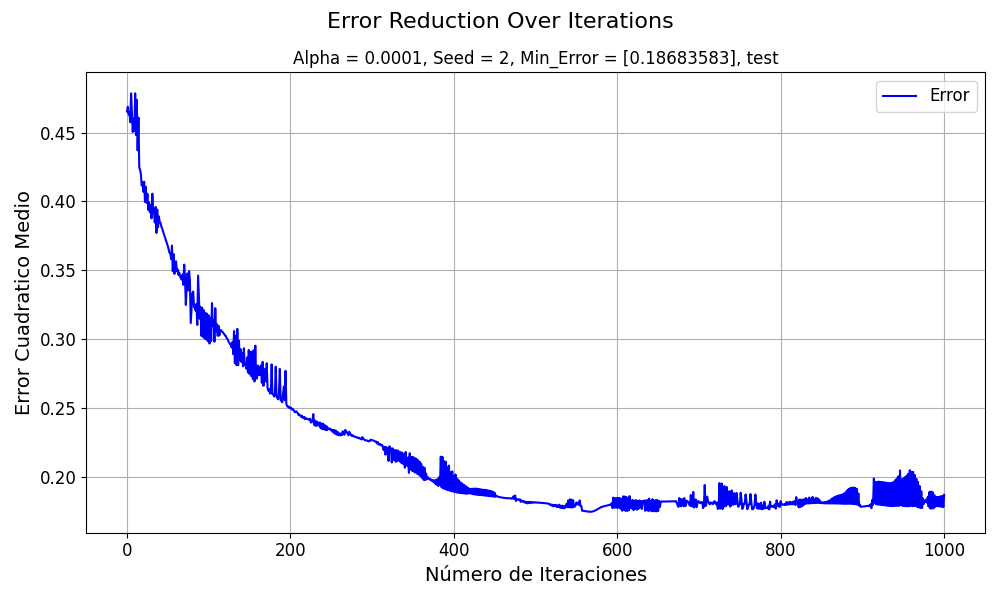 Error Reduction Over Iterations
Alpha = 0.0001, Seed = 2, Min_Error = [0.18683583], test
Error
0.45
0.40
0.35
0.30
0.25
0.20
Error Cuadratico Medio
0
200
400
600
800
1000
Número de Iteraciones